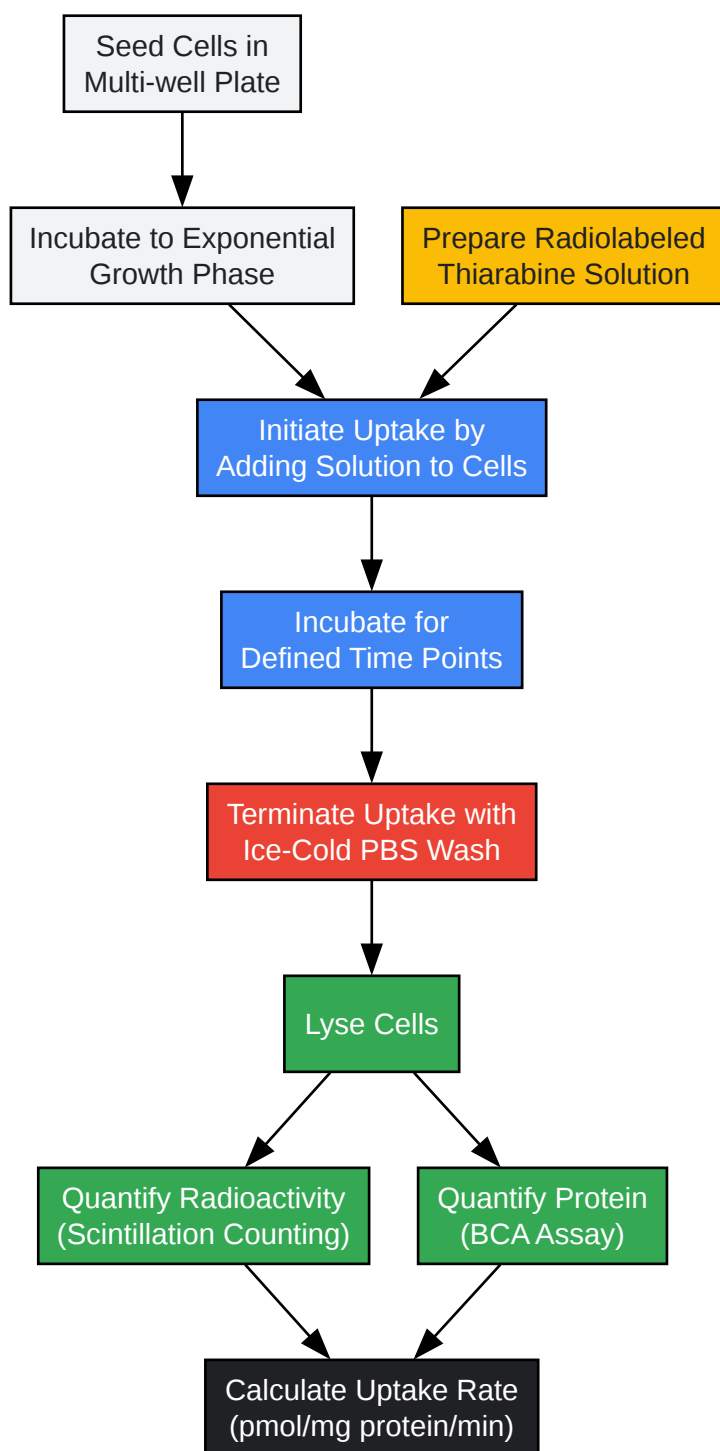 Seed Cells in
Multi-well Plate
Incubate to Exponential
Growth Phase
Prepare Radiolabeled
Thiarabine Solution
Initiate Uptake by
Adding Solution to Cells
Incubate for
Defined Time Points
Terminate Uptake with
Ice-Cold PBS Wash
Lyse Cells
Quantify Radioactivity
(Scintillation Counting)
Quantify Protein
(BCA Assay)
Calculate Uptake Rate
(pmol/mg protein/min)